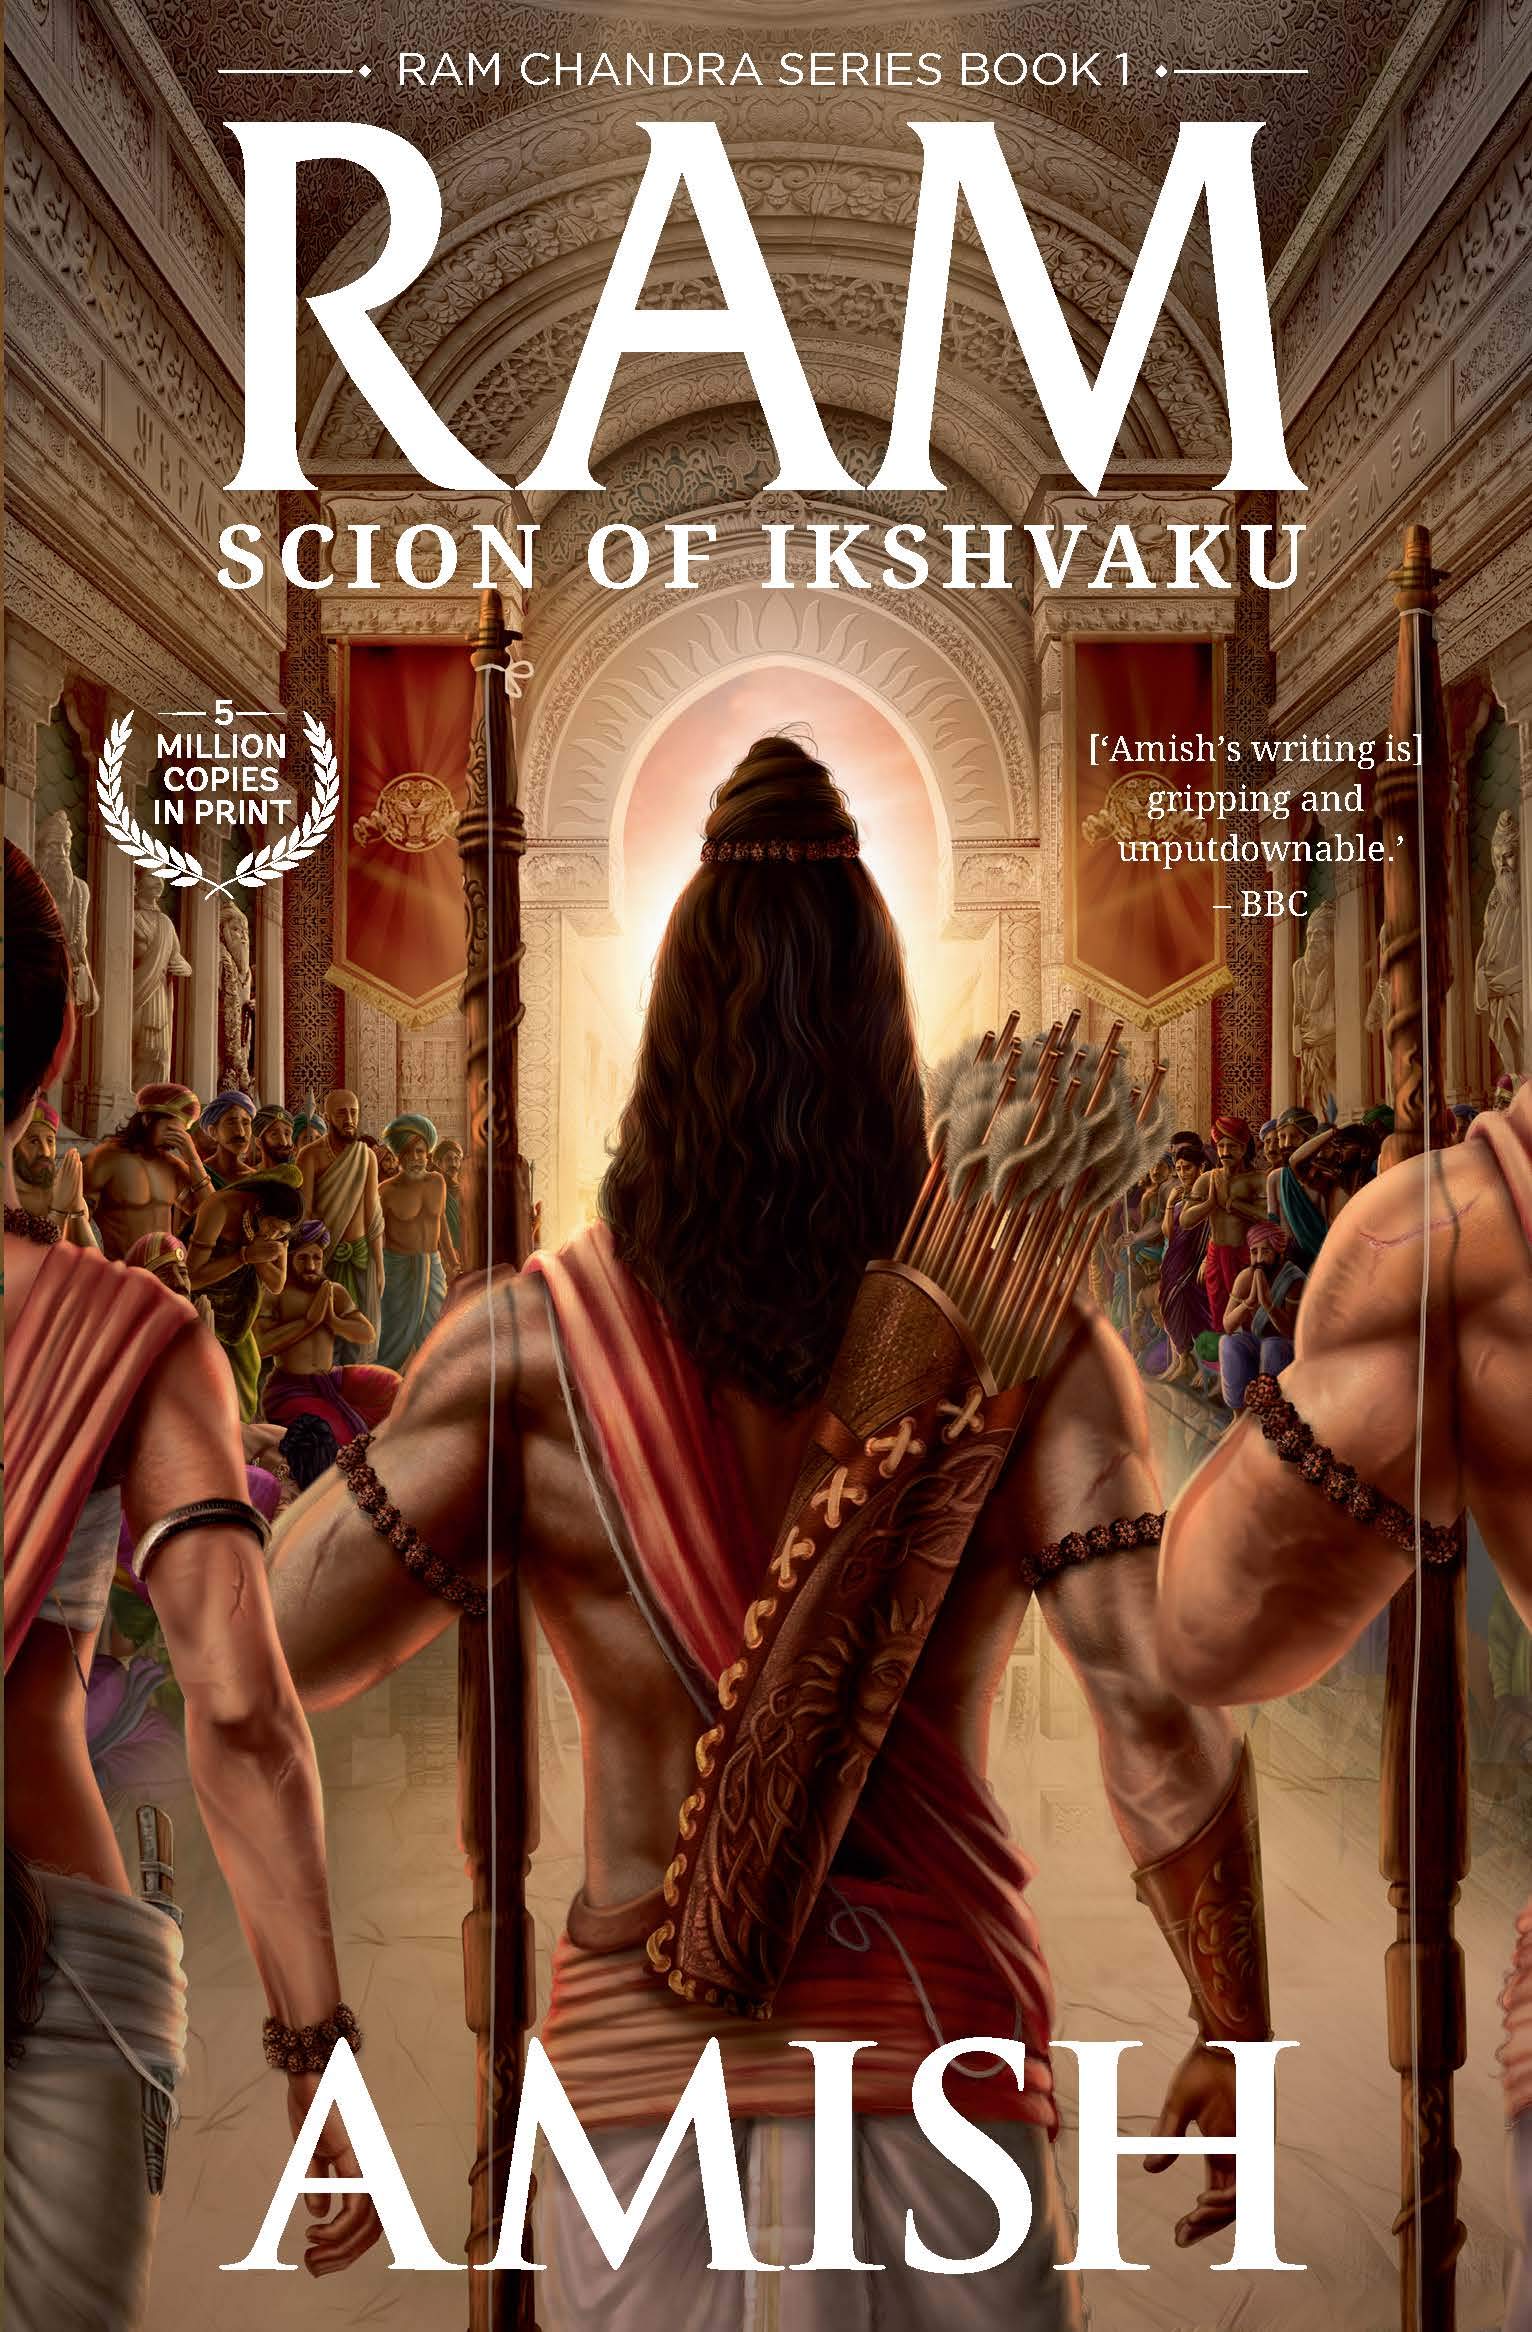 RAM CHANDRA SERIES BOOK 1
RAM
SCION OF IKSHVAKU
5
MILLION
COPIES
IN PRINT
[‘Amish’s writing is]
gripping and
unputdownable.’
– BBC
AMISH